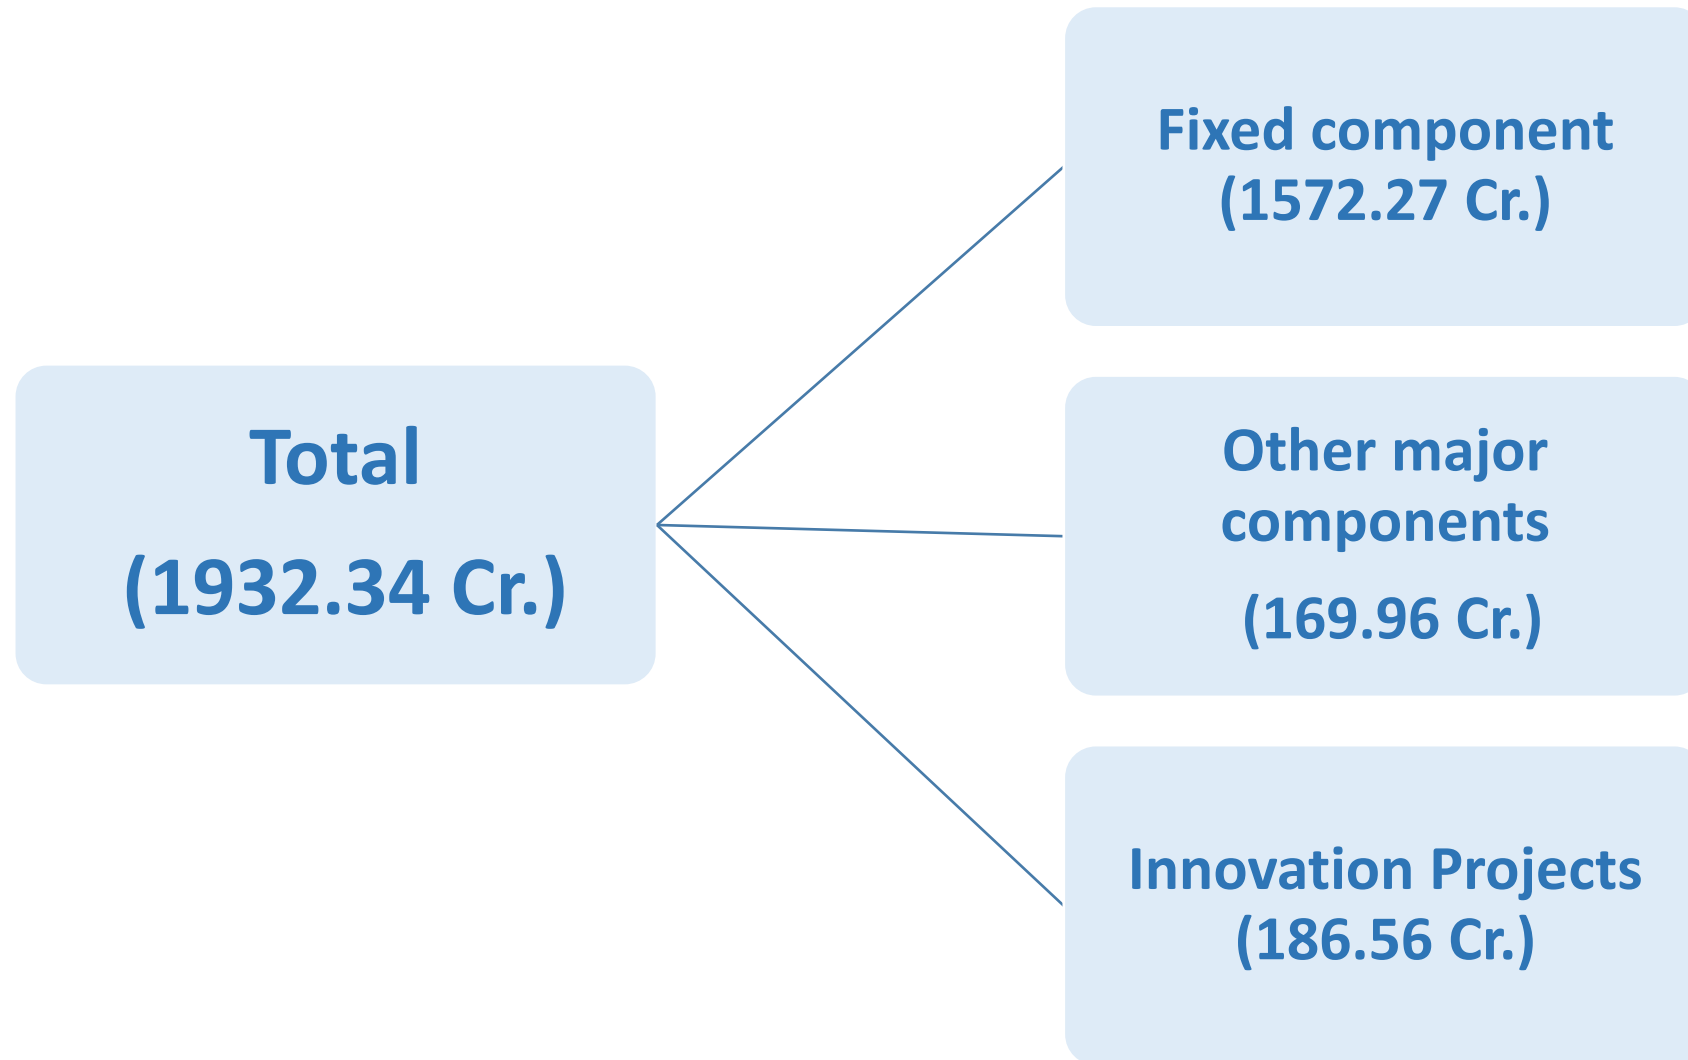 Total
(1932.34 Cr.)
Fixed component
(1572.27 Cr.)
Other major
components
(169.96 Cr.)
Innovation Projects
(186.56 Cr.)